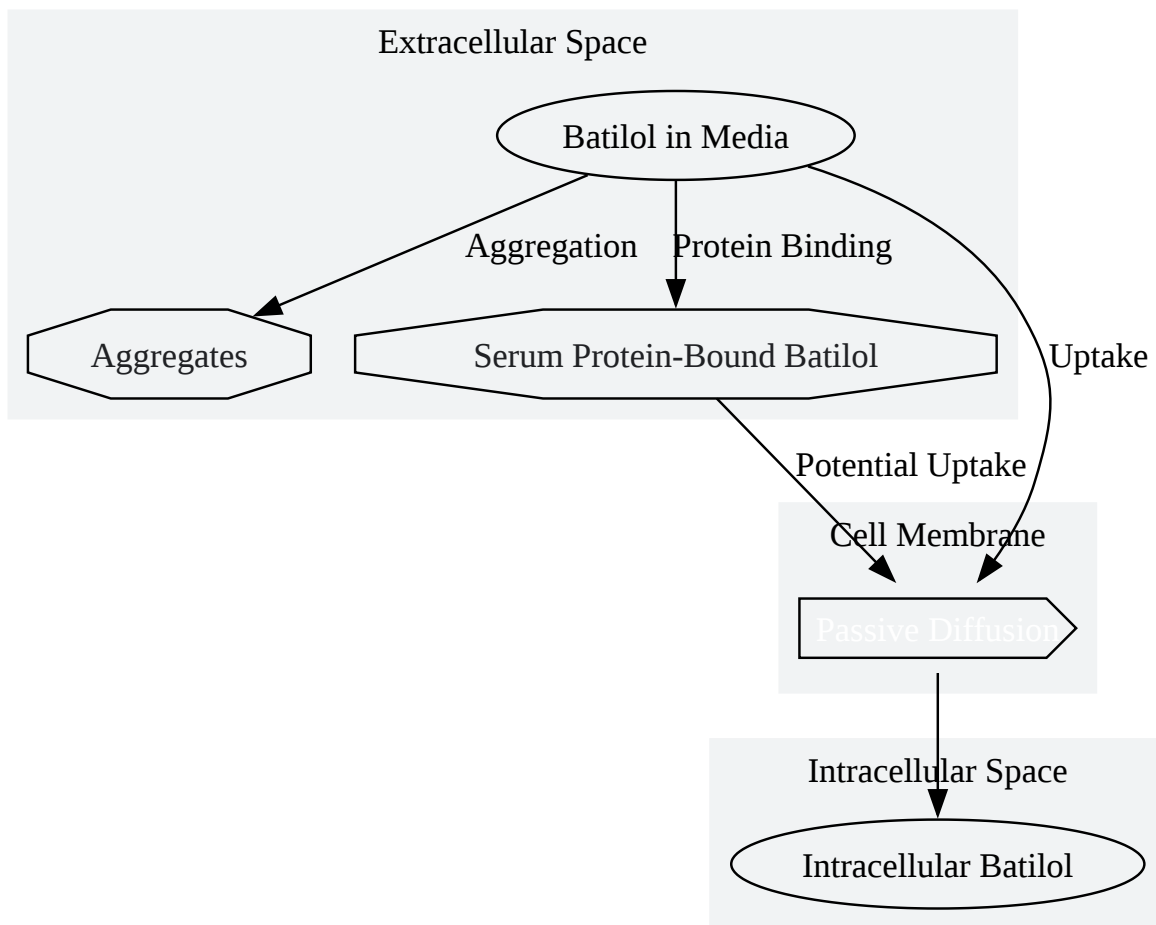 Extracellular Space
Batilol in Media
Aggregation
Protein Binding
Aggregates
Serum Protein-Bound Batilol
Uptake
Potential Uptake
Cell Membrane
Passive Diffusion
Intracellular Space
Intracellular Batilol